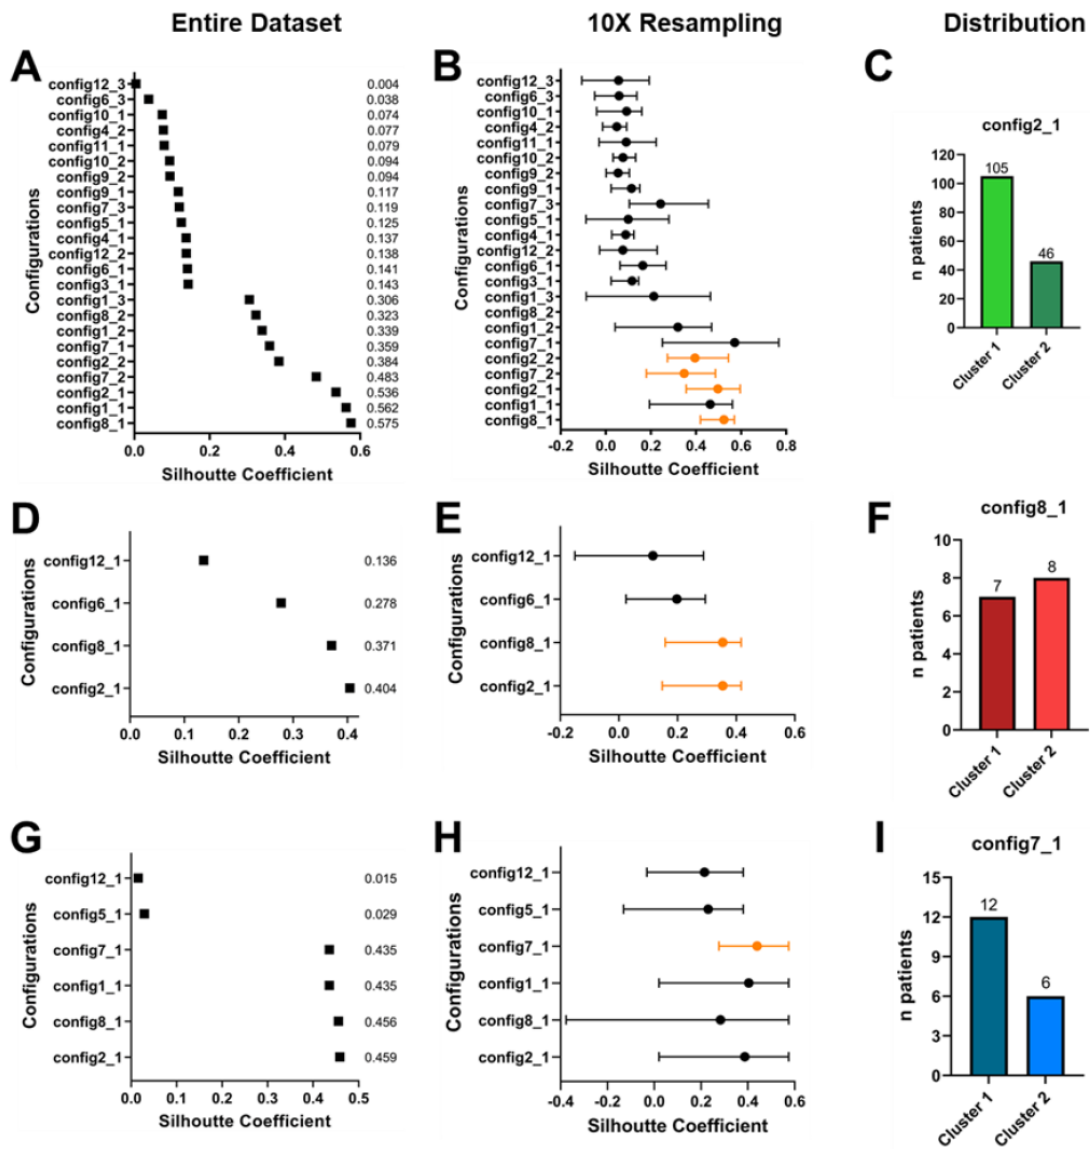 Entire Dataset
10X Resampling
Distribution
A
config12_3 0.004
config6_3 0.038
config10_1 0.074
config4_2 0.077
config11_1 0.079
config10_2 0.094
config9_2 0.094
config9_1 0.117
config7_3 0.119
config5_1 0.125
config4_1 0.137
config12_2 0.138
config6_1 0.141
config3_1 0.143
config1_3 0.306
config8_2 0.323
config1_2 0.339
config7_1 0.359
config2_2 0.384
config7_2 0.483
config2_1 0.536
config1_1 0.562
config8_1 0.575
Configurations
0.0 0.2 0.4 0.6
Silhoutte Coefficient
B
config12_3
config6_3
config10_1
config4_2
config11_1
config10_2
config9_2
config9_1
config7_3
config5_1
config4_1
config12_2
config6_1
config3_1
config1_3
config8_2
config1_2
config7_1
config2_2
config7_2
config2_1
config1_1
config8_1
Configurations
-0.2 0.0 0.2 0.4 0.6 0.8
Silhoutte Coefficient
C
config2_1
120
100
80
60
40
20
0
n patients
105
46
Cluster 1
Cluster 2
D
config12_1 0.136
config6_1 0.278
config8_1 0.371
config2_1 0.404
Configurations
0.0 0.1 0.2 0.3 0.4
Silhoutte Coefficient
E
config12_1
config6_1
config8_1
config2_1
Configurations
-0.2 0.0 0.2 0.4 0.6
Silhoutte Coefficient
F
config8_1
10
8
6
4
2
0
n patients
7
8
Cluster 1
Cluster 2
G
config12_1 0.015
config5_1 0.029
config7_1 0.435
config1_1 0.435
config8_1 0.456
config2_1 0.459
Configurations
0.0 0.1 0.2 0.3 0.4 0.5
Silhoutte Coefficient
H
config12_1
config5_1
config7_1
config1_1
config8_1
config2_1
Configurations
-0.4 -0.2 0.0 0.2 0.4 0.6
Silhoutte Coefficient
I
config7_1
15
12
9
6
3
0
n patients
12
6
Cluster 1
Cluster 2